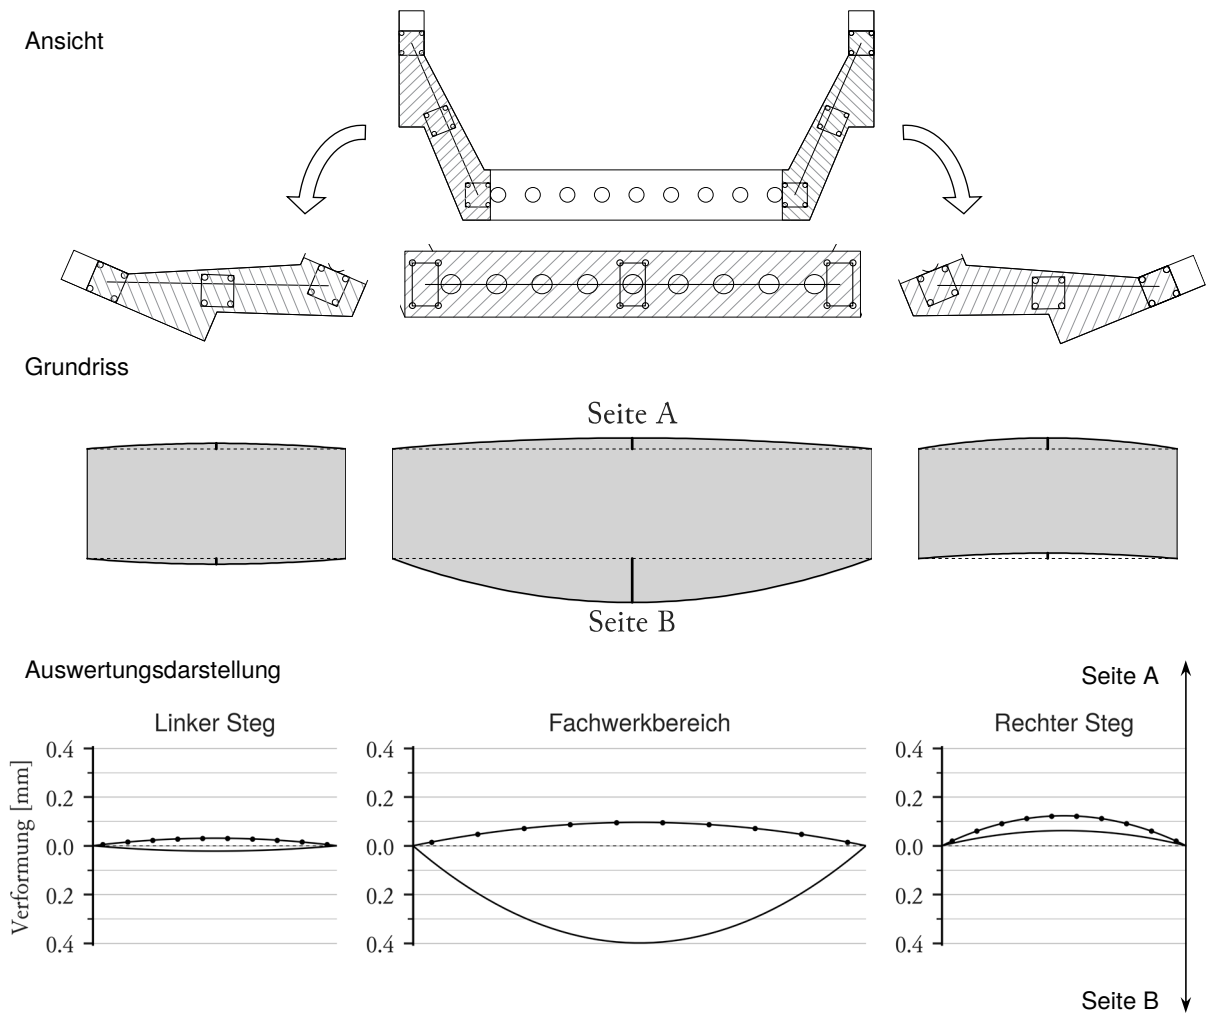 Ansicht
Grundriss
Seite A
Seite B
Auswertungsdarstellung
Seite A
Linker Steg
Fachwerkbereich
Rechter Steg
Verformung [mm]
0.4
0.2
0.0
0.2
0.4
0.4
0.2
0.0
0.2
0.4
0.4
0.2
0.0
0.2
0.4
Seite B